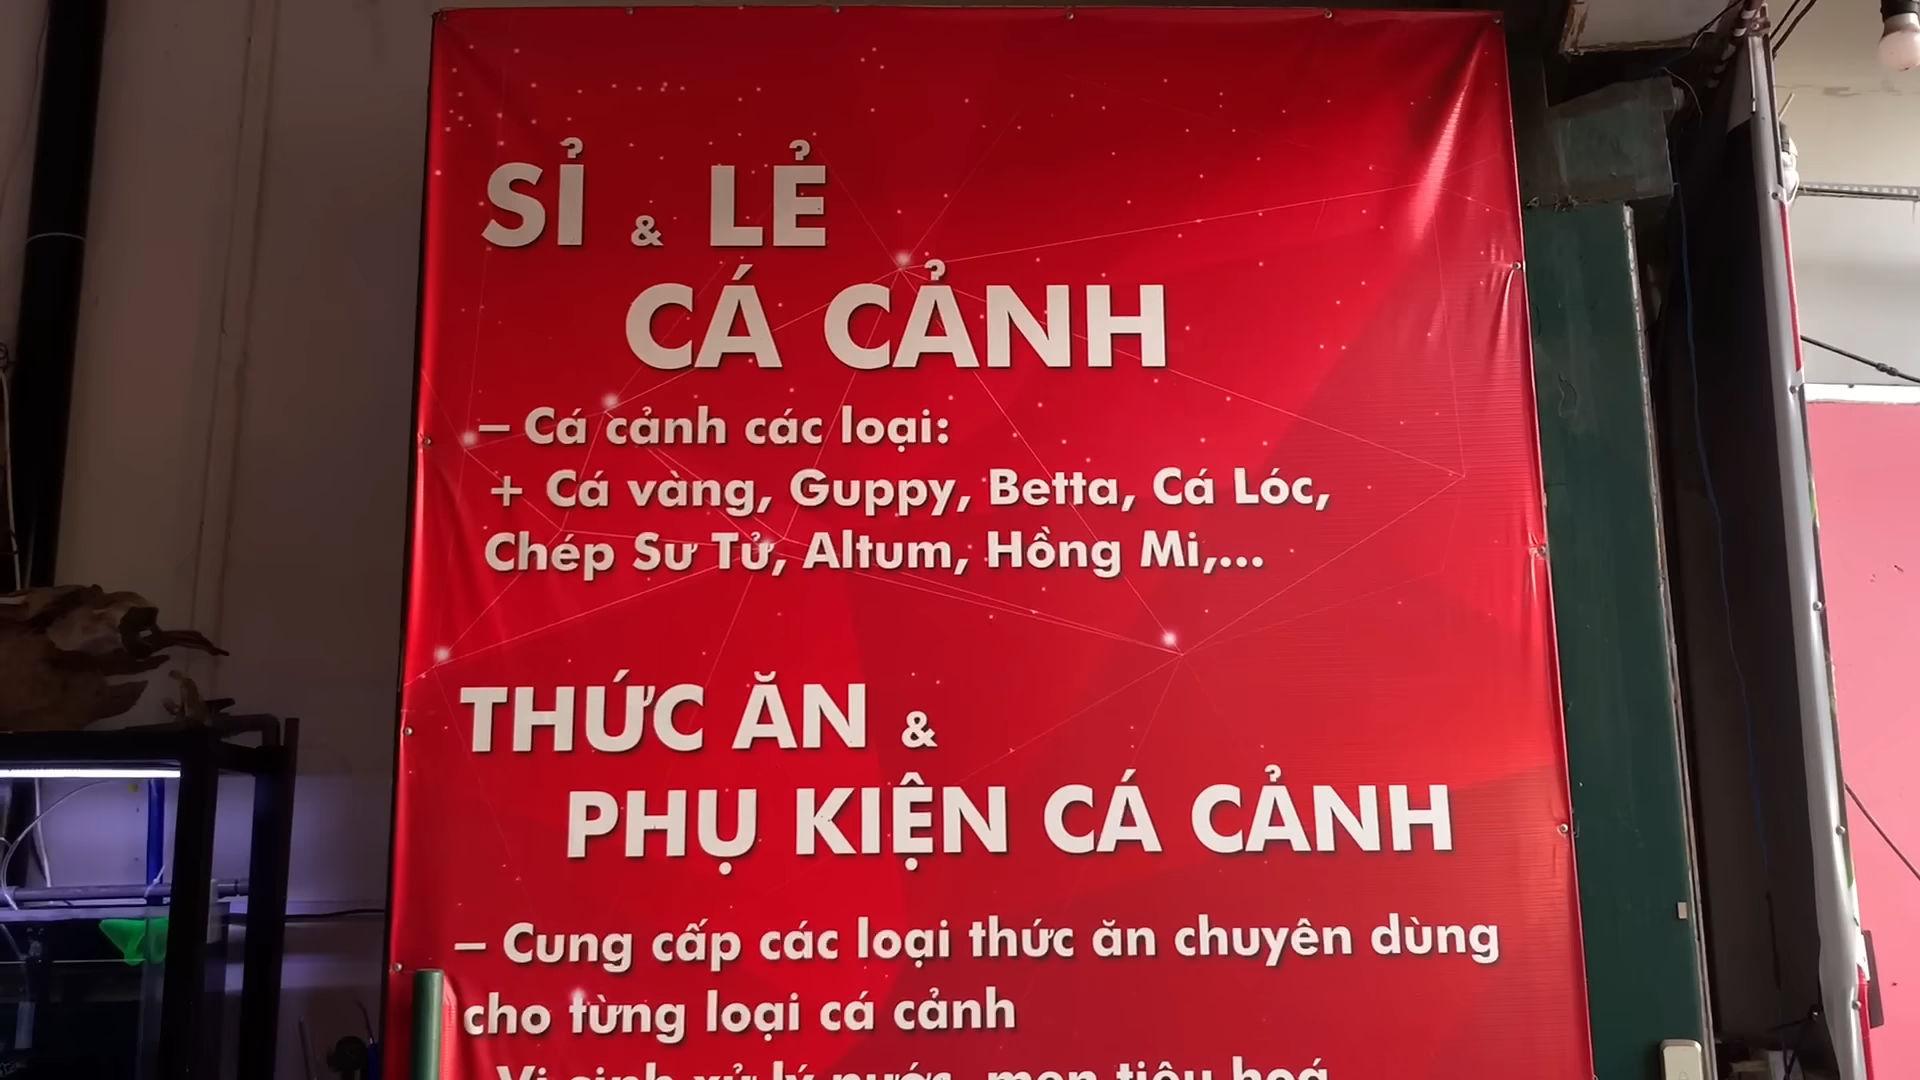 SỈ & LẺ
CÁ CẢNH
– Cá cảnh các loại:
+ Cá vàng, Guppy, Betta, Cá Lóc,
Chép Sư Tử, Altum, Hồng Mi,...
THỨC ĂN &
PHỤ KIỆN CÁ CẢNH
– Cung cấp các loại thức ăn chuyên dùng
cho từng loại cá cảnh
Vi sinh xử lý nước, men tiêu hoá